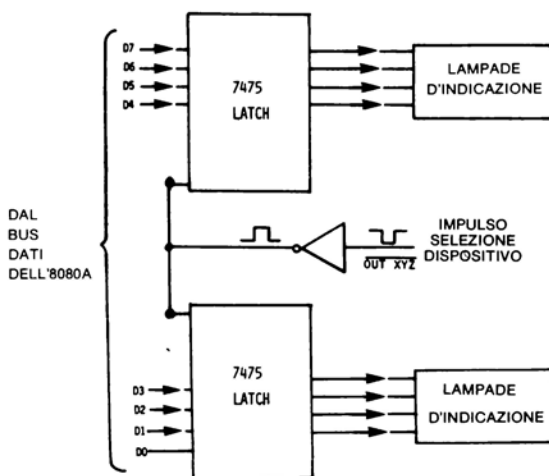 D7
D6
D5
D4
7475
LATCH
LAMPADE
D'INDICAZIONE
DAL
BUS
DATI
DELL'8080A
OUT XYZ
IMPULSO
SELEZIONE
DISPOSITIVO
D3
D2
D1
D0
7475
LATCH
LAMPADE
D'INDICAZIONE